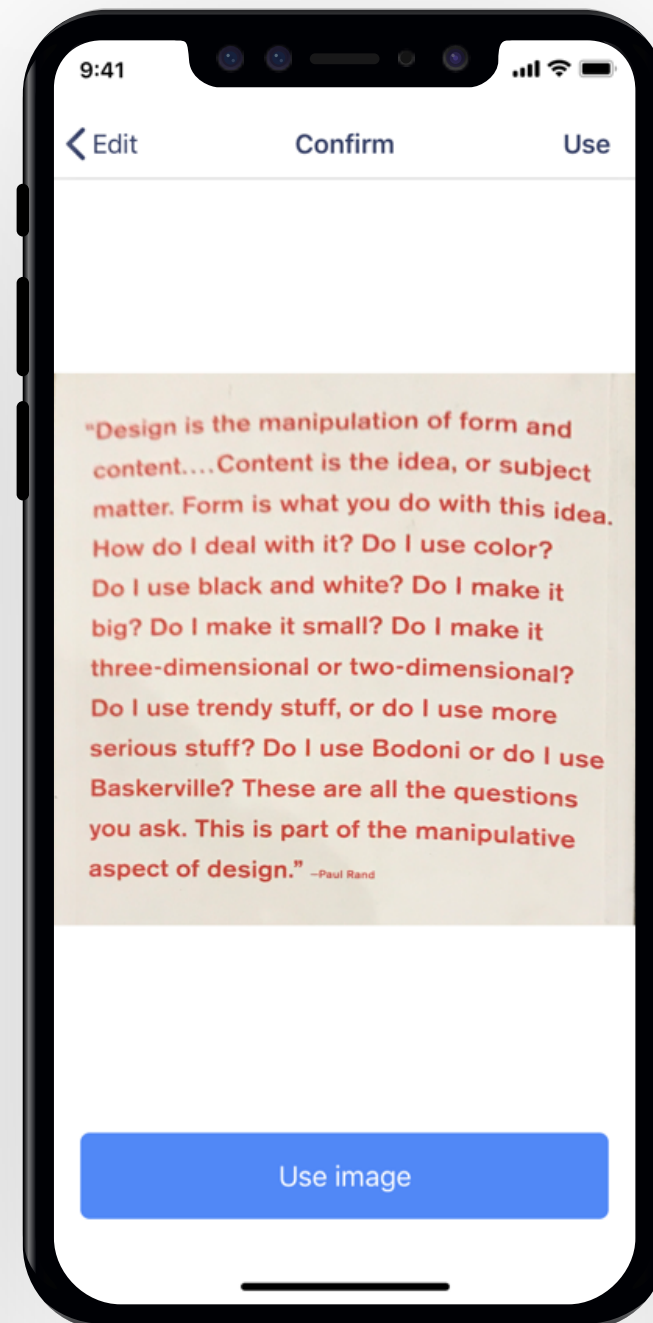 9:41
Edit Confirm Use
“Design is the manipulation of form and
content....Content is the idea, or subject
matter. Form is what you do with this idea.
How do I deal with it? Do I use color?
Do I use black and white? Do I make it
big? Do I make it small? Do I make it
three-dimensional or two-dimensional?
Do I use trendy stuff, or do I use more
serious stuff? Do I use Bodoni or do I use
Baskerville? These are all the questions
you ask. This is part of the manipulative
aspect of design.” –Paul Rand
Use image